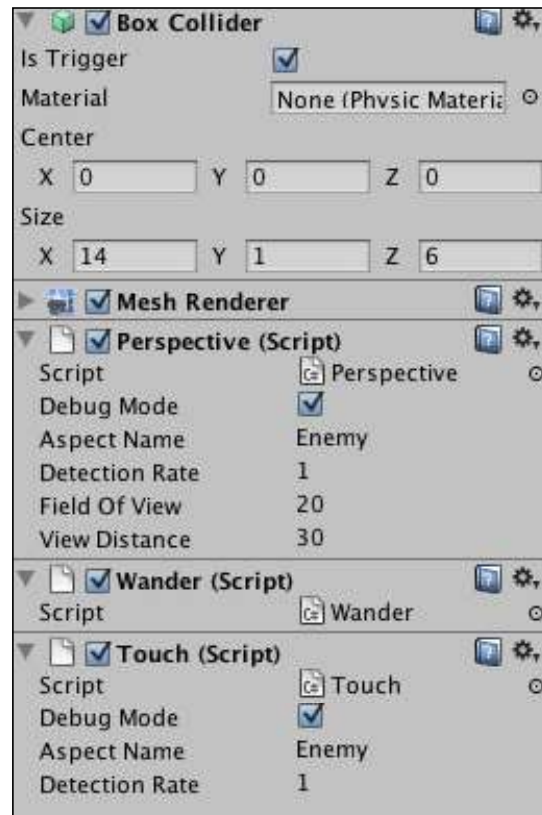 Box Collider
Is Trigger
Material None (Physic Materia
Center
X 0 Y 0 Z 0
Size
X 14 Y 1 Z 6
Mesh Renderer
Perspective (Script)
Script Perspective
Debug Mode
Aspect Name Enemy
Detection Rate 1
Field Of View 20
View Distance 30
Wander (Script)
Script Wander
Touch (Script)
Script Touch
Debug Mode
Aspect Name Enemy
Detection Rate 1